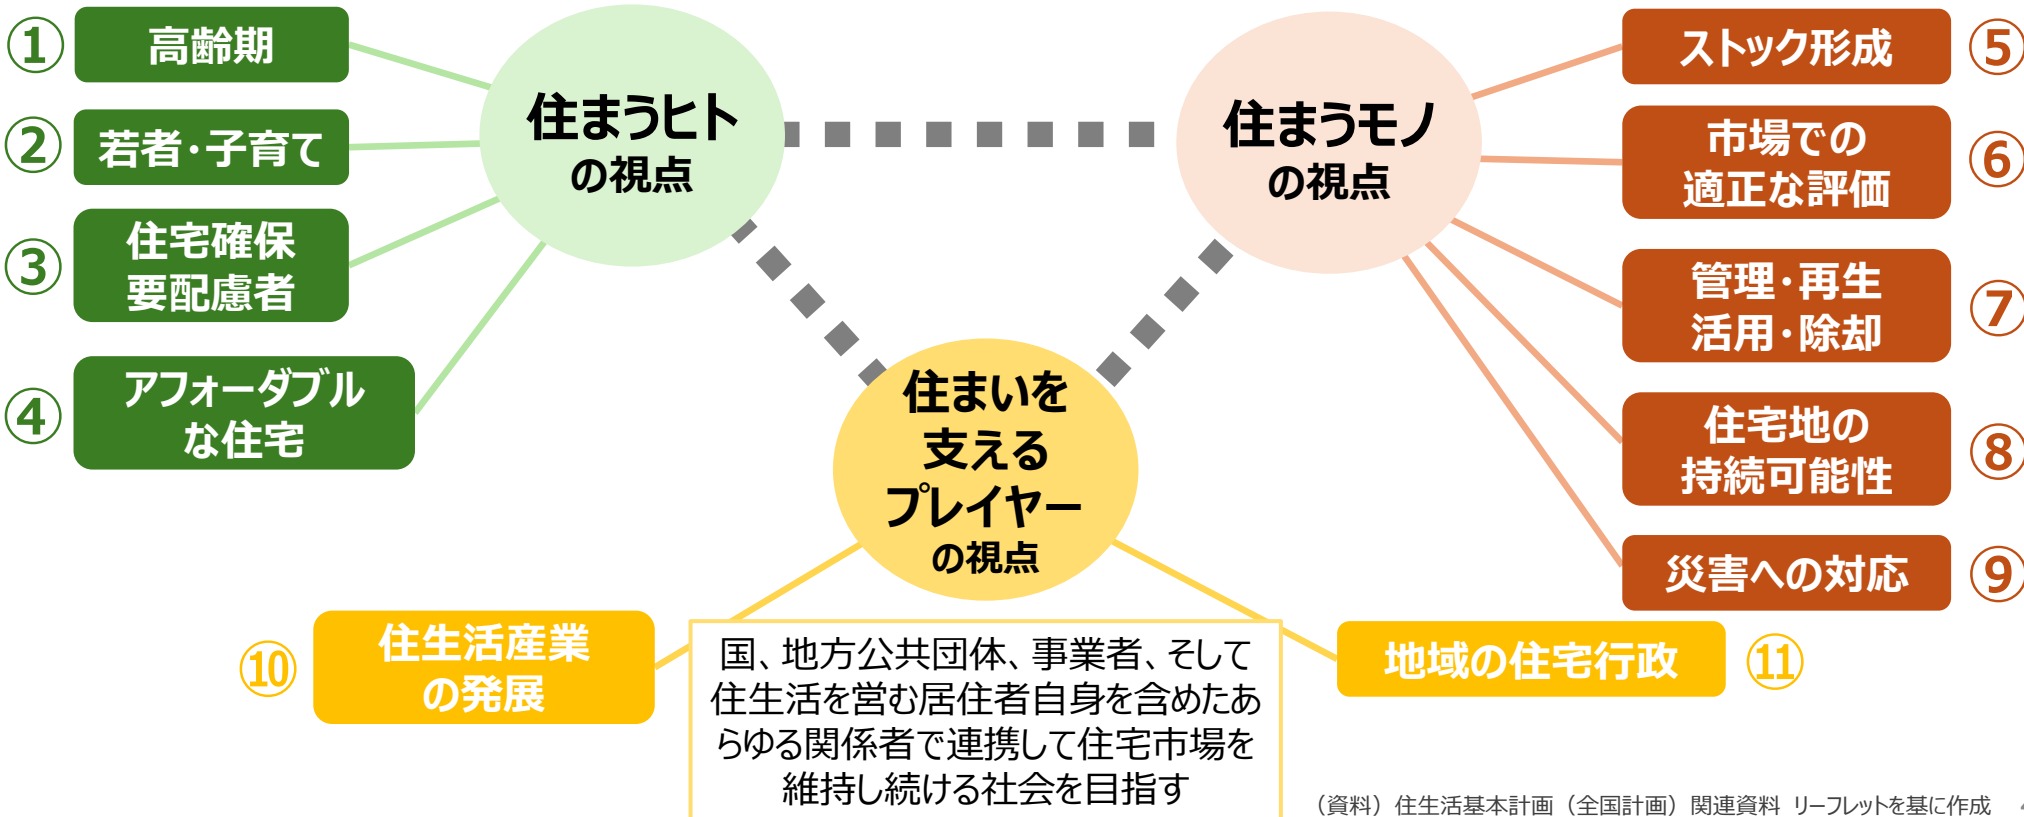 ①
高齢期
②
若者・子育て
③
住宅確保
要配慮者
④
アフォーダブル
な住宅
住まうヒト
の視点
住まうモノ
の視点
ストック形成
⑤
市場での
適正な評価
⑥
管理・再生
活用・除却
⑦
住宅地の
持続可能性
⑧
災害への対応
⑨
住まいを
支える
プレイヤー
の視点
⑩
住生活産業
の発展
国、地方公共団体、事業者、そして
住生活を営む居住者自身を含めたあ
らゆる関係者で連携して住宅市場を
維持し続ける社会を目指す
地域の住宅行政
⑪
（資料）住生活基本計画（全国計画）関連資料 リーフレットを基に作成